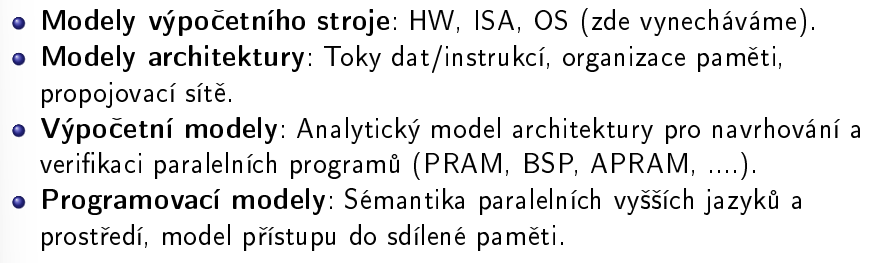 Modely výpočetního stroje: HW, ISA, OS (zde vynecháváme).
Modely architektury: Toky dat/instrukcí, organizace paměti,
propojovací sítě.
Výpočetní modely: Analytický model architektury pro navrhování a
verifikaci paralelních programů (PRAM, BSP, APRAM, ....).
Programovací modely: Sémantika paralelních vyšších jazyků a
prostředí, model přístupu do sdílené paměti.